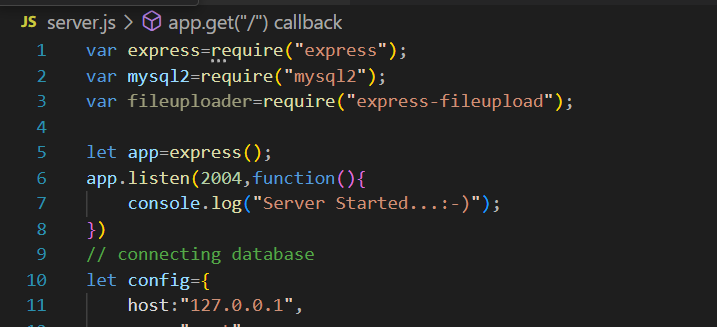 JS server.js > app.get("/") callback
1 var express=require("express");
2 var mysql2=require("mysql2");
3 var fileuploader=require("express-fileupload");
4
5 let app=express();
6 app.listen(2004,function(){
7 console.log("Server Started...:-)");
8 })
9 // connecting database
10 let config={
11 host:"127.0.0.1",